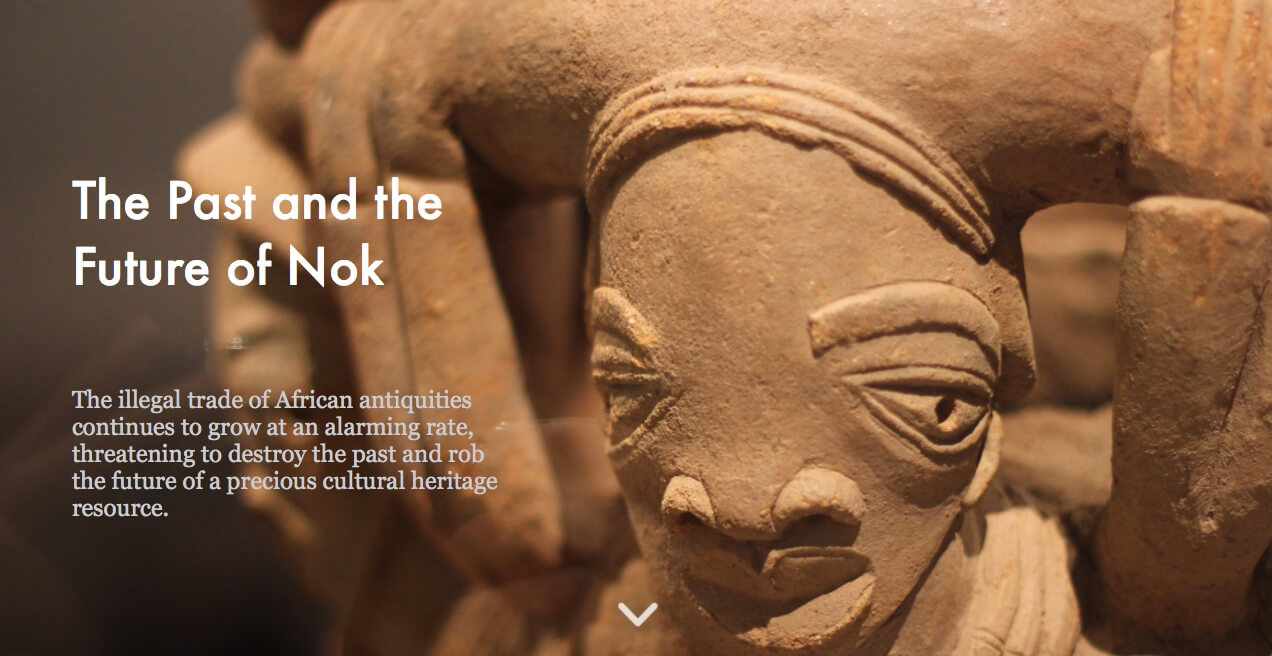 The Past and the
Future of Nok
The illegal trade of African antiquities
continues to grow at an alarming rate,
threatening to destroy the past and rob
the future of a precious cultural heritage
resource.